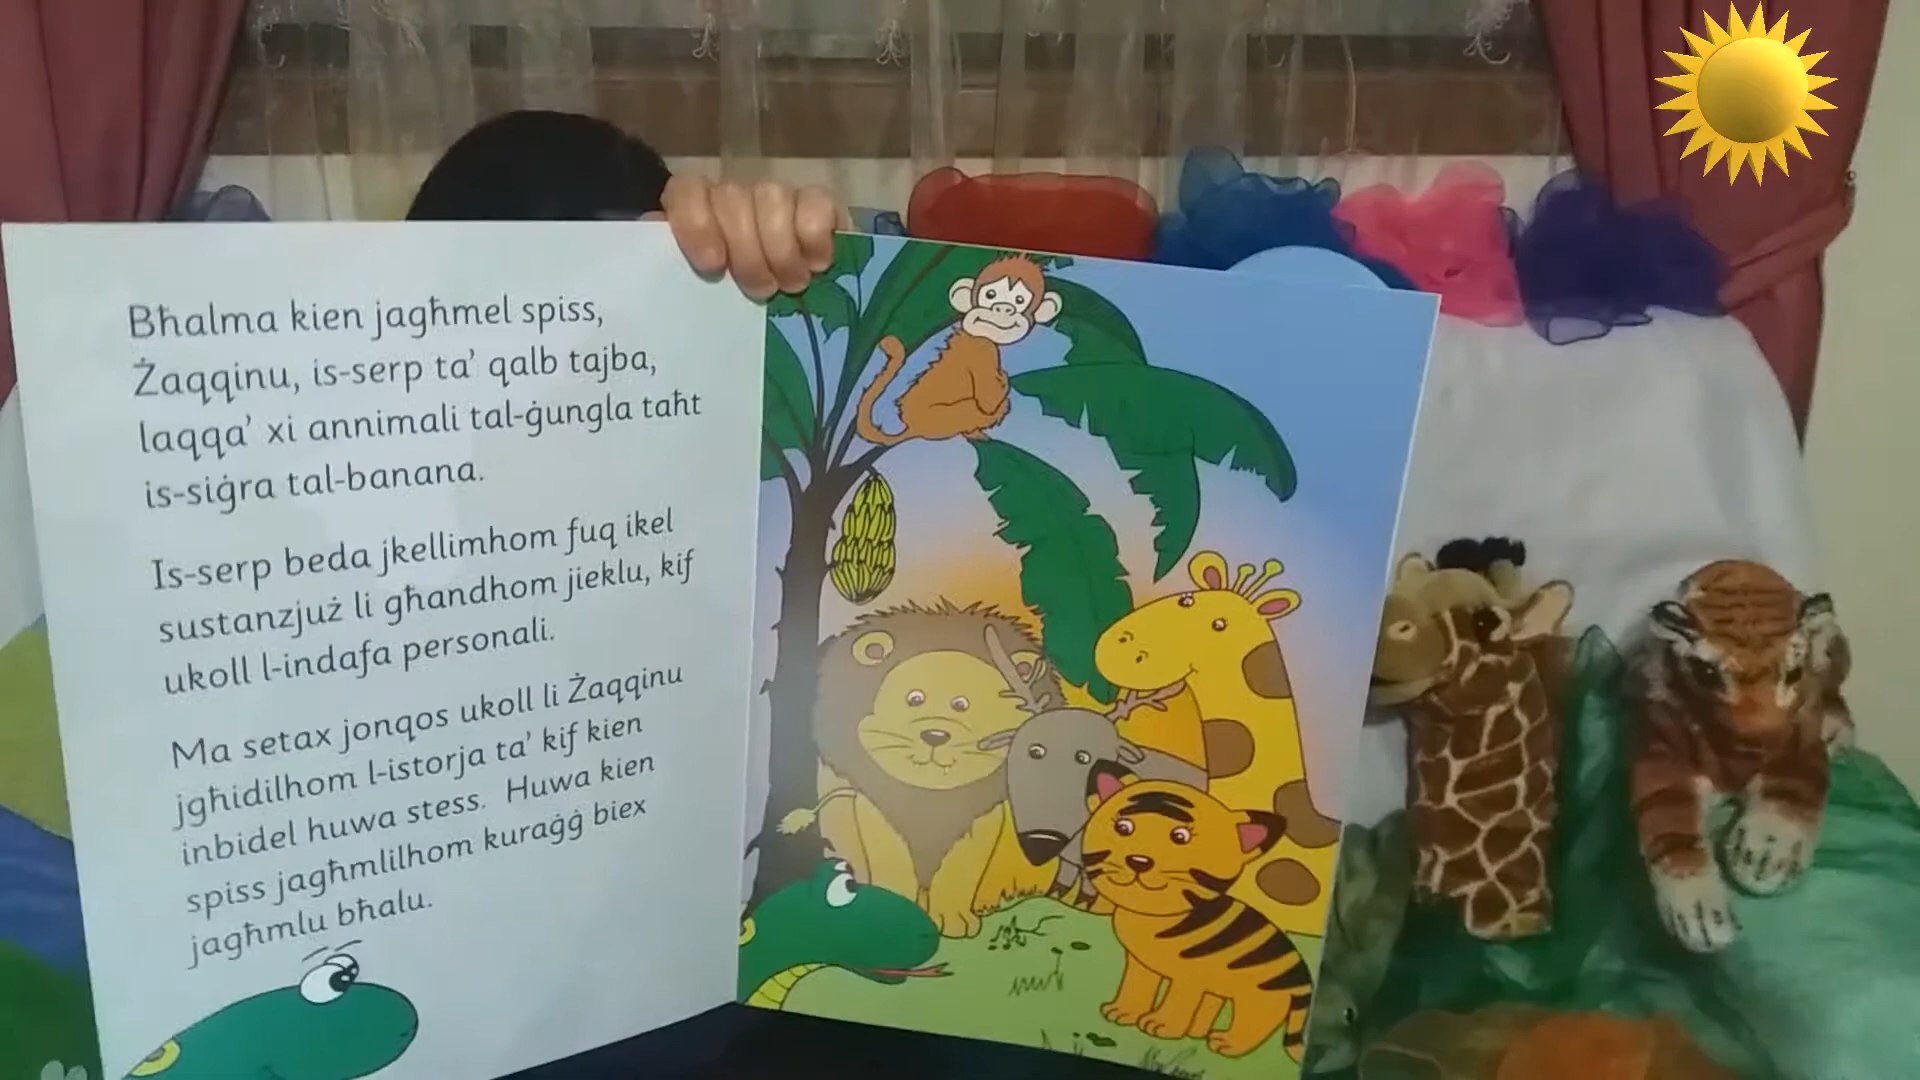 Bħalma kien jagħmel spiss,
Żaqqinu, is-serp ta' qalb tajba,
laqqa' xi annimali tal-ġungla taħt
is-siġra tal-banana.
Is-serp beda jkellimhom fuq ikel
sustanzjuż li għandhom jieklu, kif
ukoll l-indafa personali.
Ma setax jonqos ukoll li Żaqqinu
jgħidilhom l-istorja ta' kif kien
inbidel huwa stess. Huwa kien
spiss jagħmlilhom kuraġġ biex
jagħmlu bħalu.